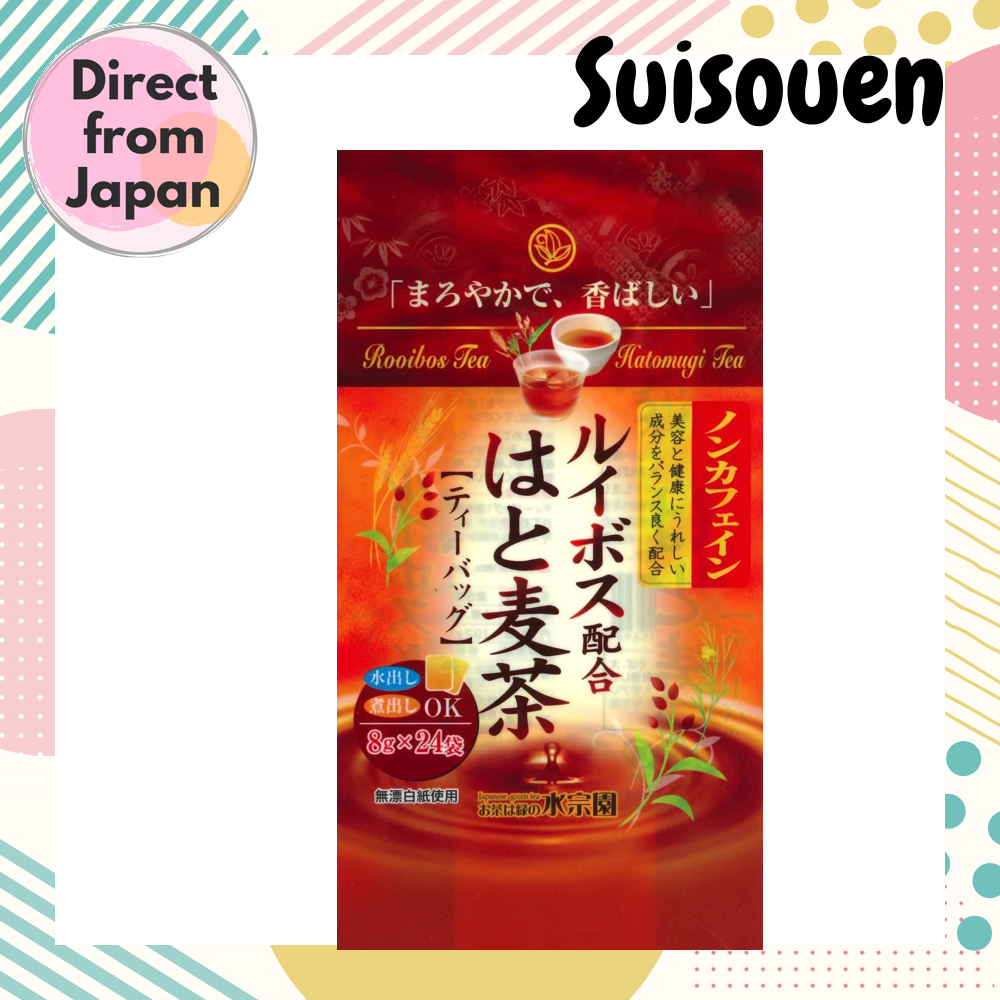 Direct
from
Japan
Suisouen
「まろやかで、香ばしい」
Rooibos Tea
Hatomugi Tea
ノンカフェイン
美容と健康にうれしい
成分をバランス良く配合
ルイボス配合
はと麦茶
【ティーバッグ】
水出し
煮出し OK
8g×24袋
無漂白紙使用
Japanese green tea
お茶は緑の水宗園